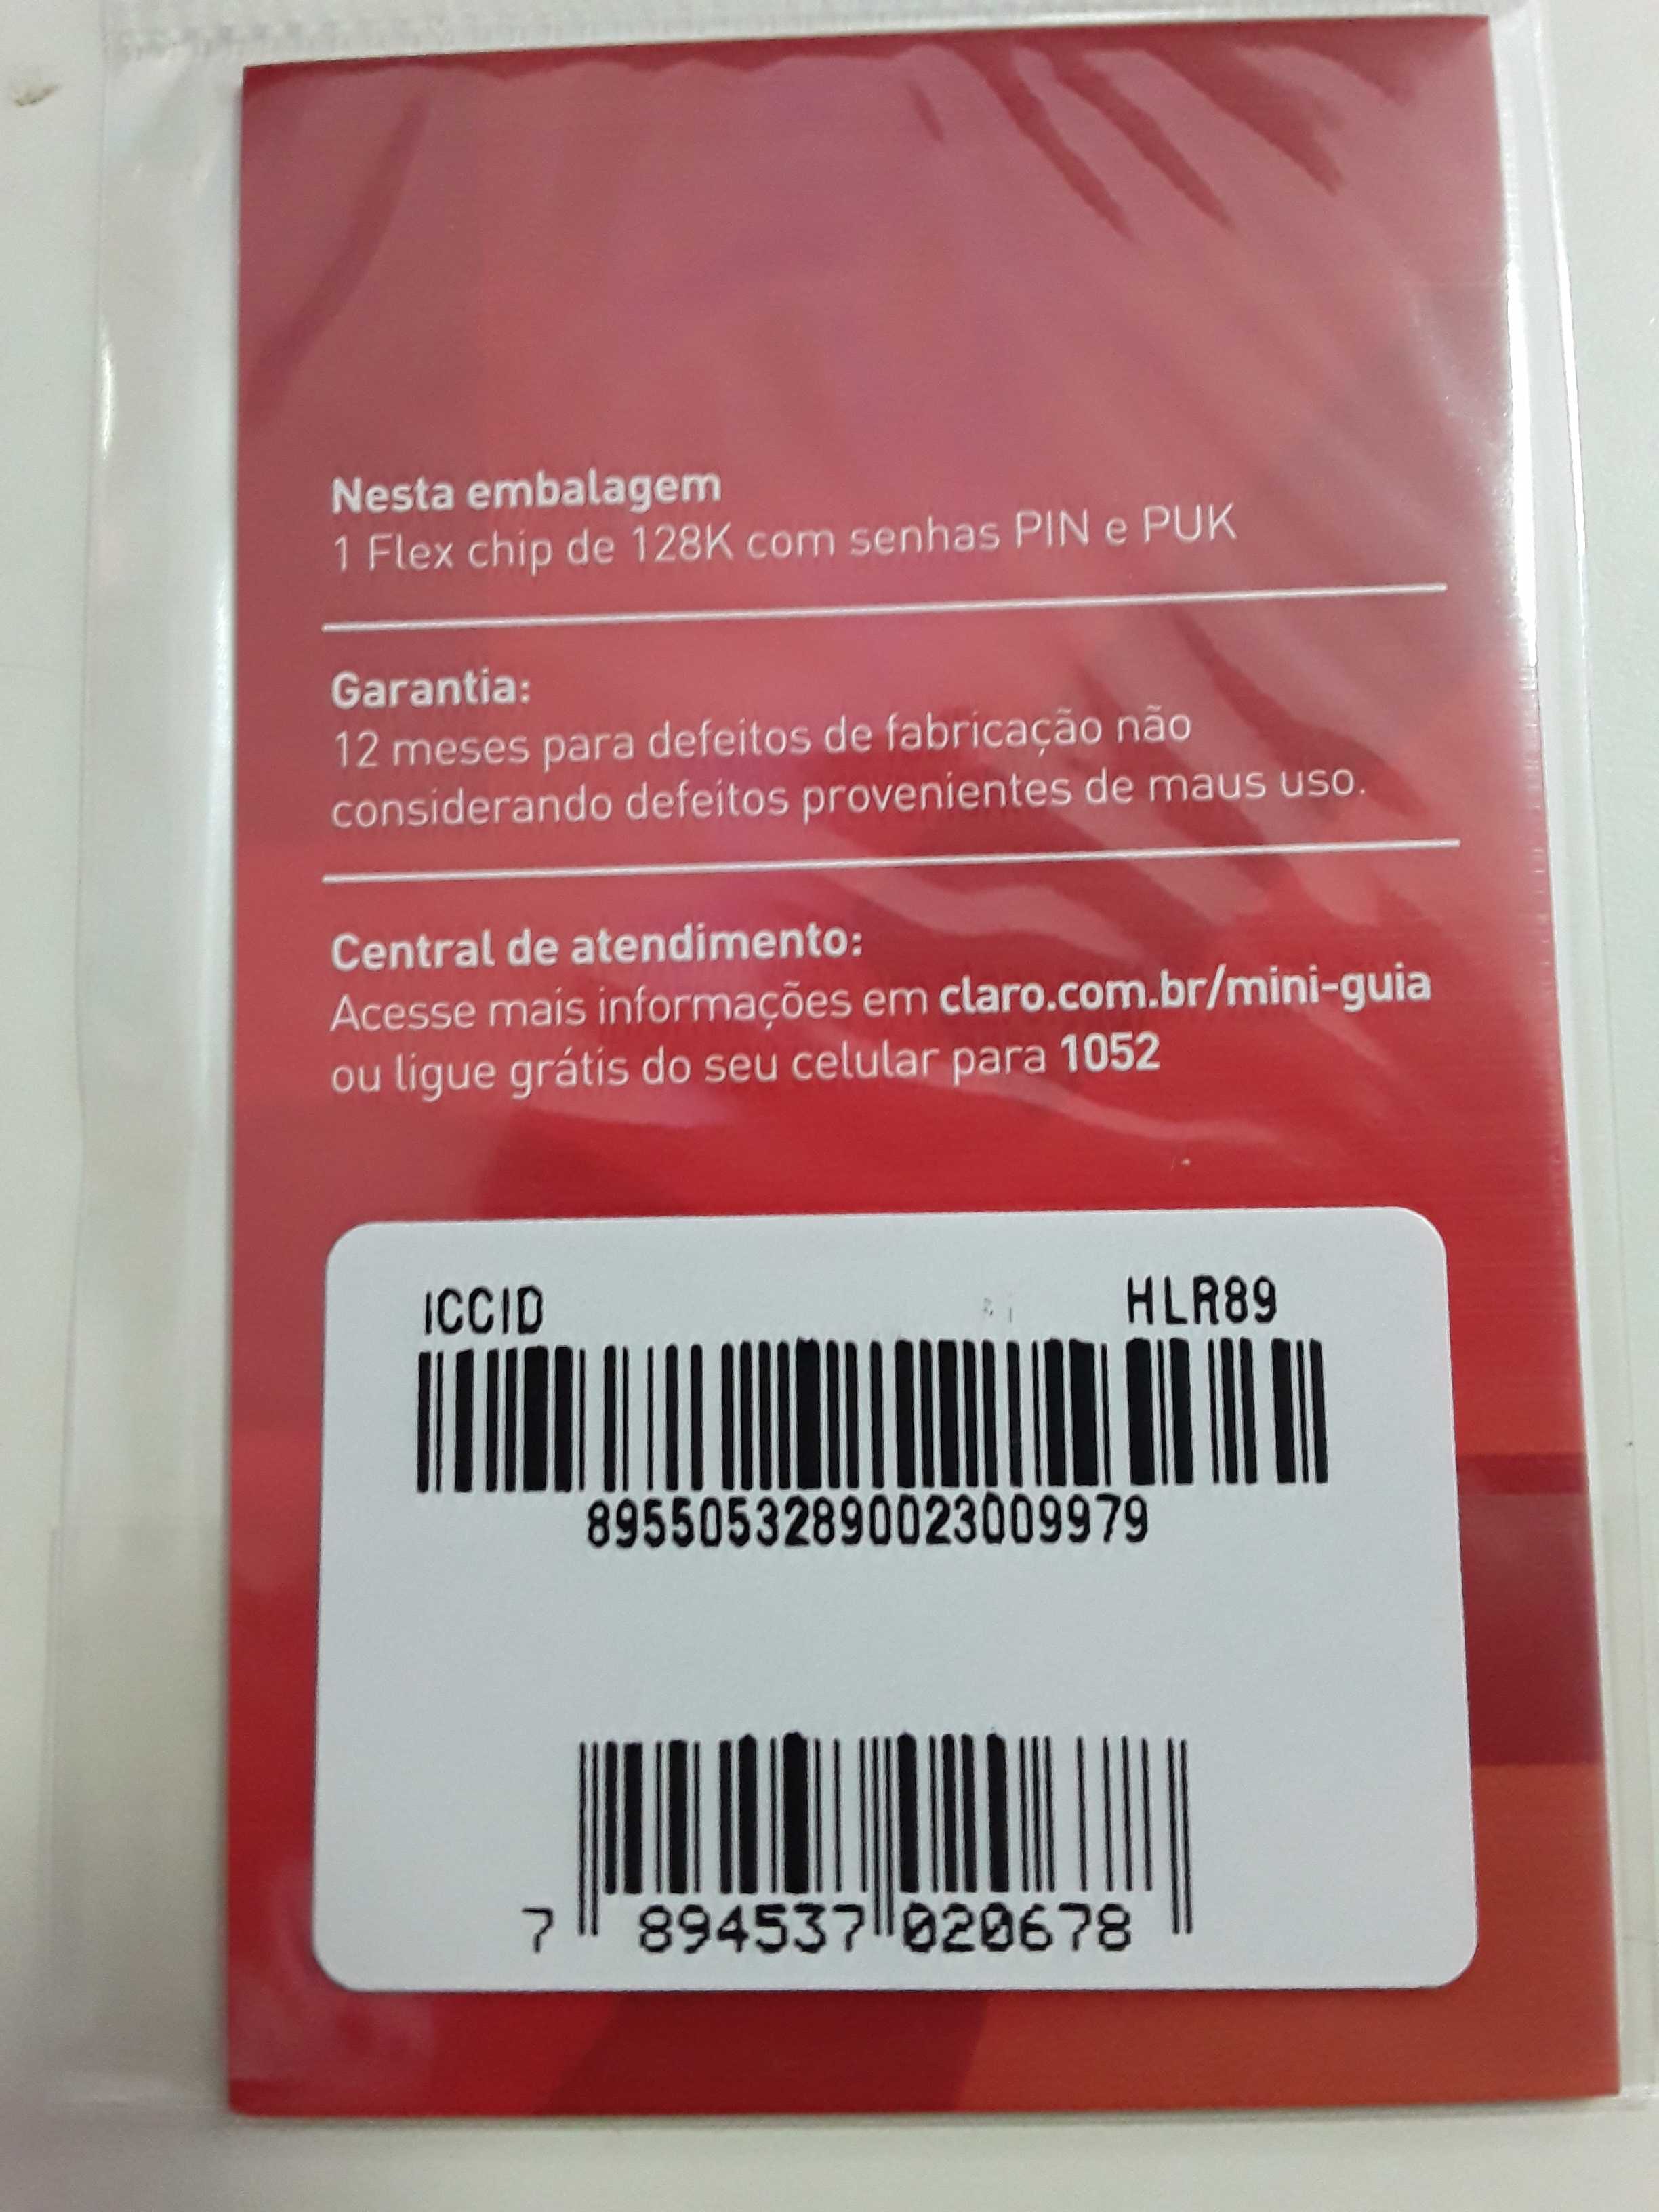 Nesta embalagem
1 Flex chip de 128K com senhas PIN e PUK
Garantia:
12 meses para defeitos de fabricação não
considerando defeitos provenientes de maus uso.
Central de atendimento:
Acesse mais informações em claro.com.br/mini-guia
ou ligue grátis do seu celular para 1052
ICCID HLR89
89550532890023009979
7 894537 020678